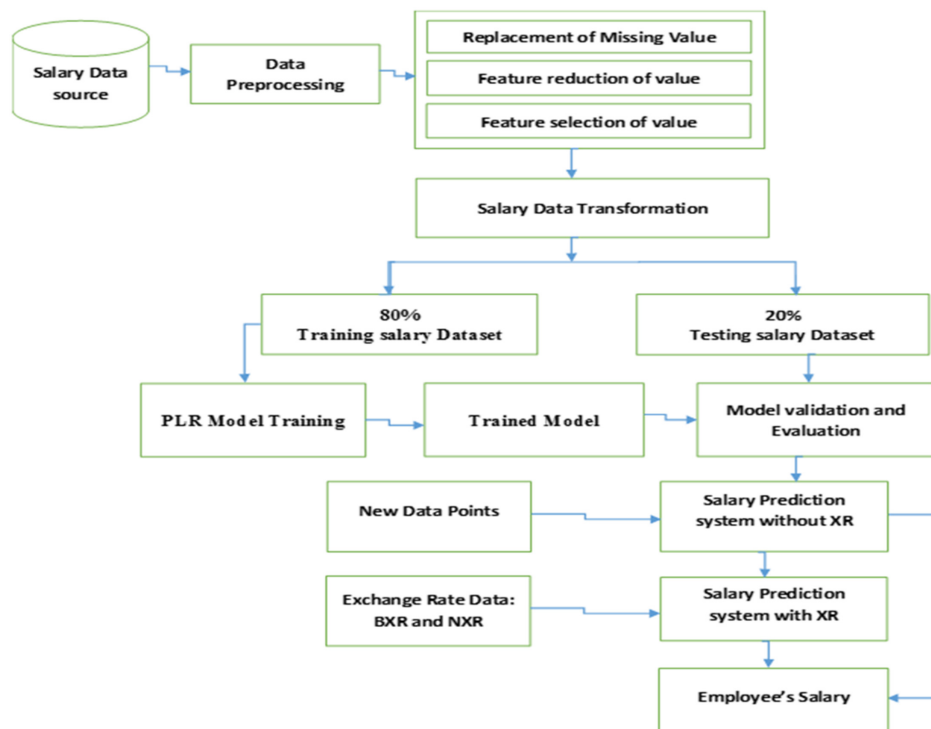 Salary Data
source
Data
Preprocessing
Replacement of Missing Value
Feature reduction of value
Feature selection of value
Salary Data Transformation
80%
Training salary Dataset
20%
Testing salary Dataset
PLR Model Training
Trained Model
Model validation and
Evaluation
New Data Points
Salary Prediction
system without XR
Exchange Rate Data:
BXR and NXR
Salary Prediction
system with XR
Employee's Salary